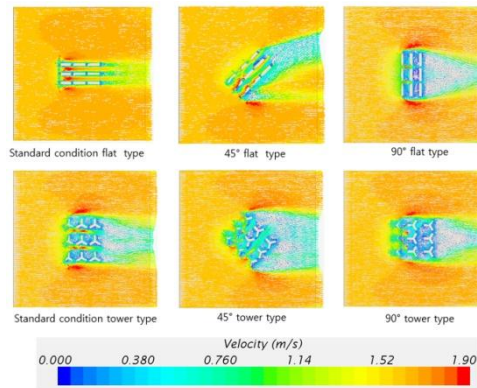 Standard condition flat type
45° flat type
90° flat type
Standard condition tower type
45° tower type
90° tower type
Velocity (m/s)
0.000 0.380 0.760 1.14 1.52 1.90